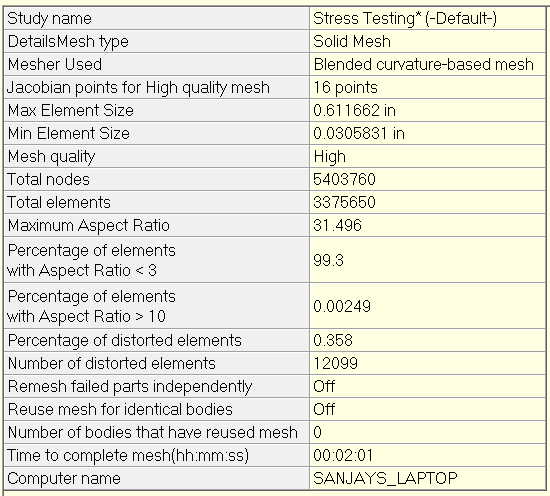 Study name Stress Testing* (-Default-)
DetailsMesh type Solid Mesh
Mesher Used Blended curvature-based mesh
Jacobian points for High quality mesh 16 points
Max Element Size 0.611662 in
Min Element Size 0.0305831 in
Mesh quality High
Total nodes 5403760
Total elements 3375650
Maximum Aspect Ratio 31.496
Percentage of elements
with Aspect Ratio < 3 99.3
Percentage of elements
with Aspect Ratio > 10 0.00249
Percentage of distorted elements 0.358
Number of distorted elements 12099
Remesh failed parts independently Off
Reuse mesh for identical bodies Off
Number of bodies that have reused mesh 0
Time to complete mesh(hh:mm:ss) 00:02:01
Computer name SANJAYS_LAPTOP